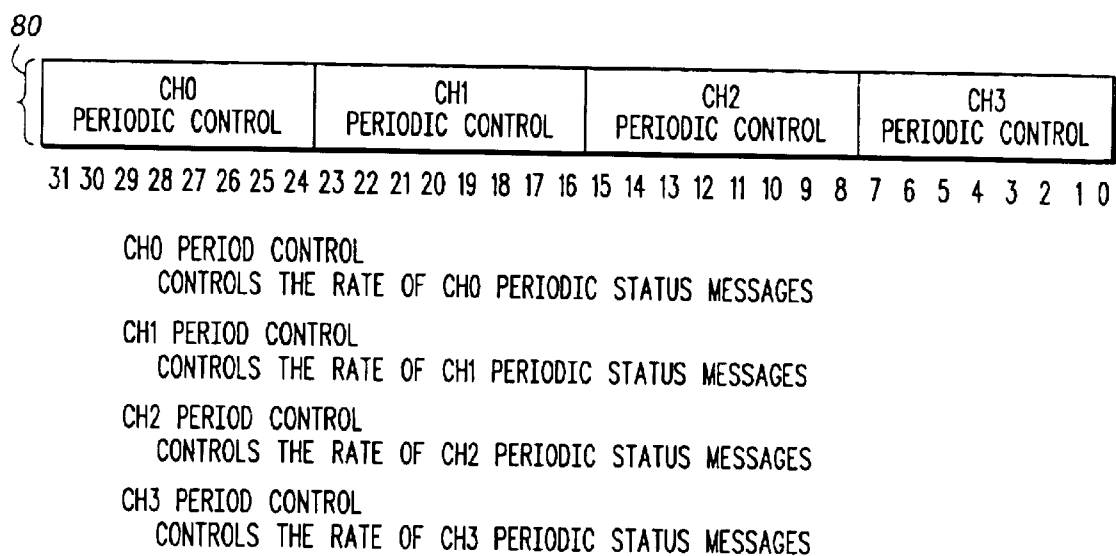 80
CH0 PERIODIC CONTROL
CH1 PERIODIC CONTROL
CH2 PERIODIC CONTROL
CH3 PERIODIC CONTROL
31 30 29 28 27 26 25 24 23 22 21 20 19 18 17 16 15 14 13 12 11 10 9 8 7 6 5 4 3 2 1 0
CH0 PERIOD CONTROL
CONTROLS THE RATE OF CH0 PERIODIC STATUS MESSAGES
CH1 PERIOD CONTROL
CONTROLS THE RATE OF CH1 PERIODIC STATUS MESSAGES
CH2 PERIOD CONTROL
CONTROLS THE RATE OF CH2 PERIODIC STATUS MESSAGES
CH3 PERIOD CONTROL
CONTROLS THE RATE OF CH3 PERIODIC STATUS MESSAGES